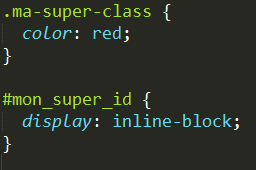 .ma-super-class {
  color: red;
}

#mon_super_id {
  display: inline-block;
}